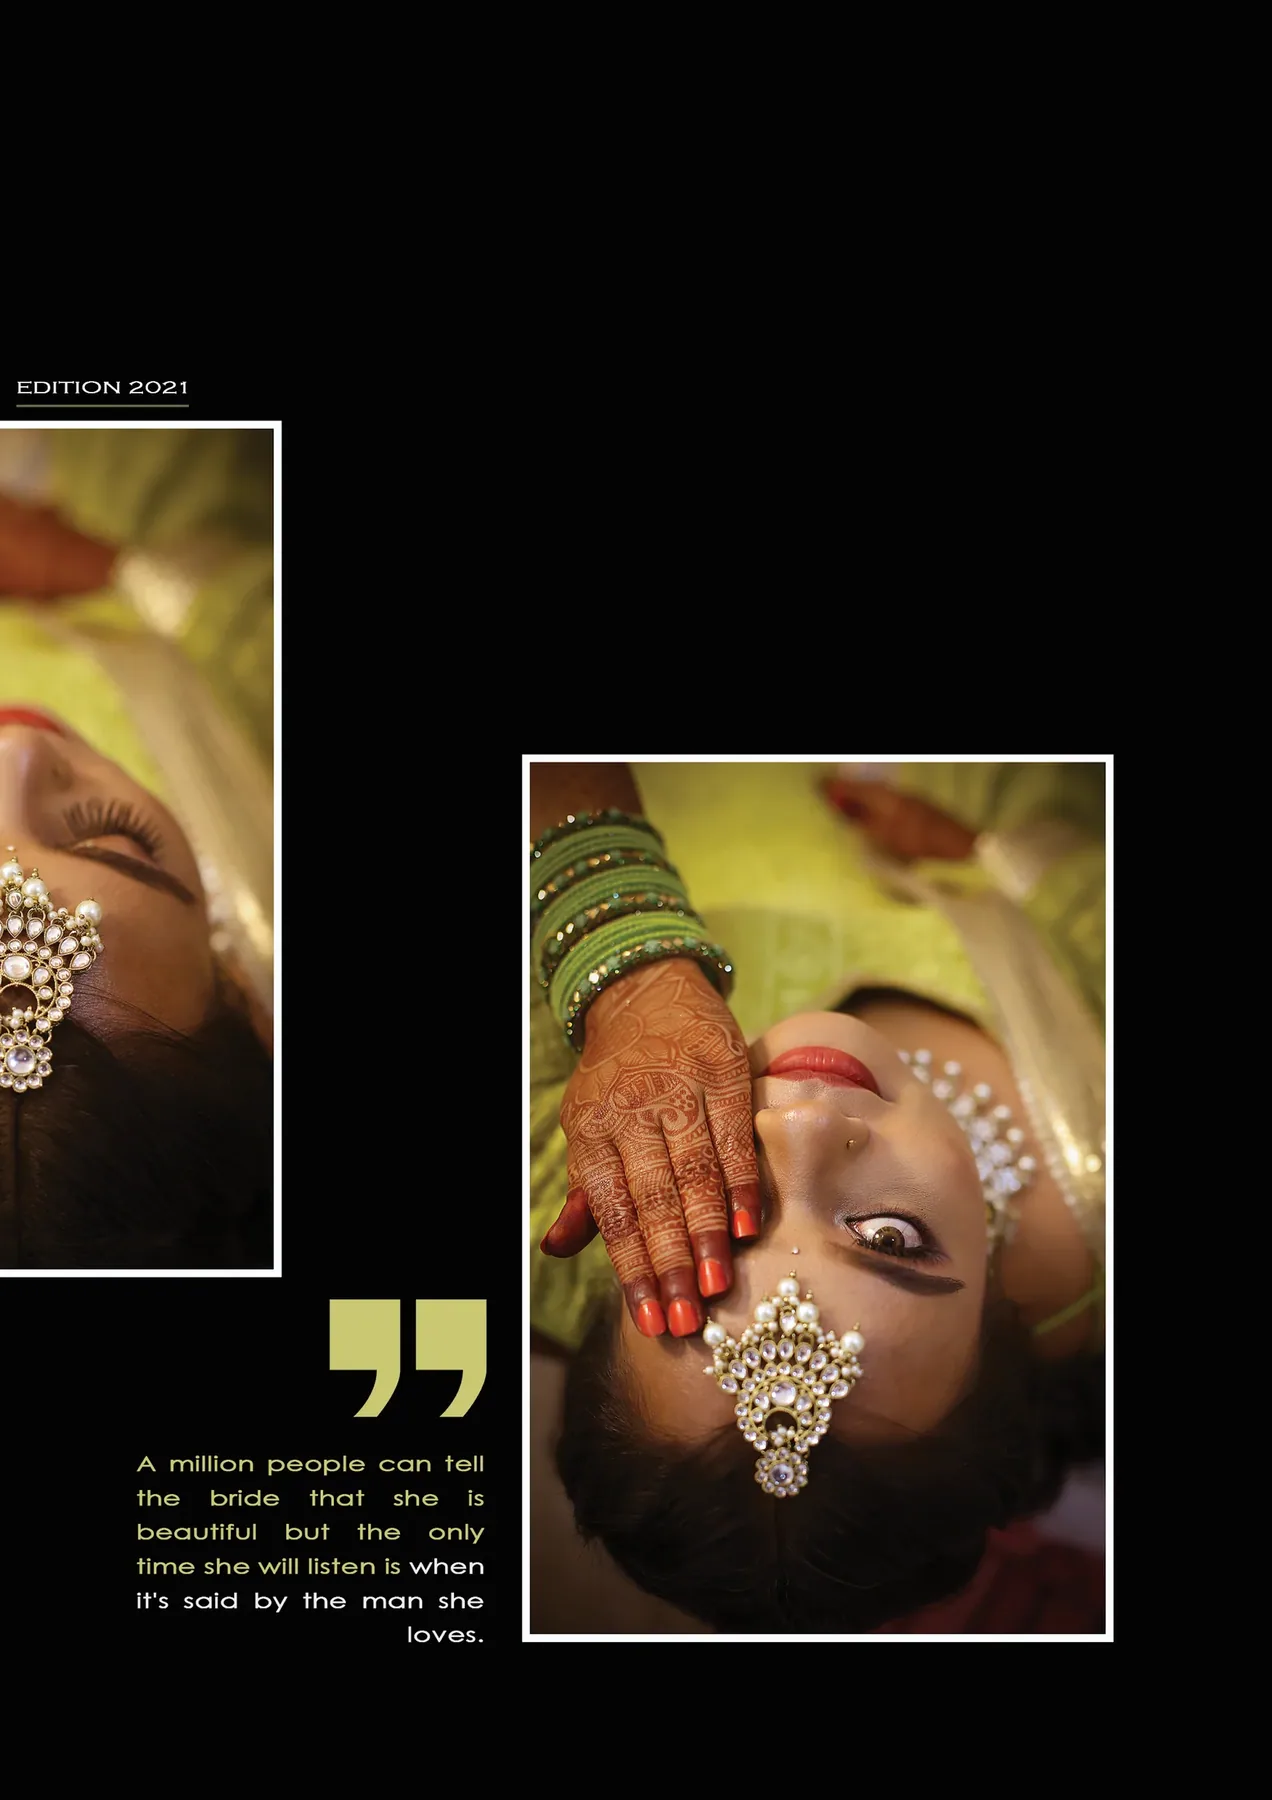 EDITION 2021
A million people can tell
the bride that she is
beautiful but the only
time she will listen is when
it's said by the man she
loves.